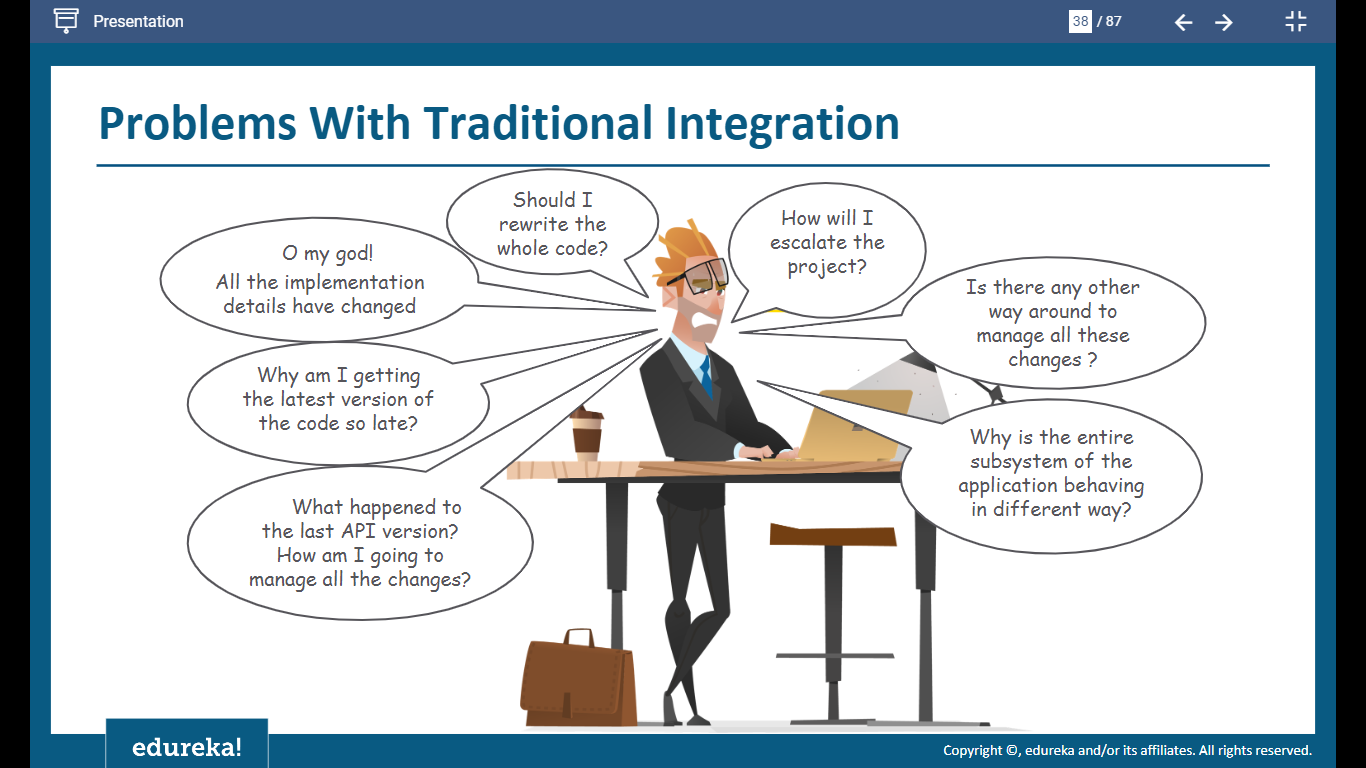 Presentation
38 / 87
Problems With Traditional Integration
Should I
rewrite the
whole code?
How will I
escalate the
project?
O my god!
All the implementation
details have changed
Is there any other
way around to
manage all these
changes ?
Why am I getting
the latest version of
the code so late?
Why is the entire
subsystem of the
application behaving
in different way?
What happened to
the last API version?
How am I going to
manage all the changes?
edureka!
Copyright ©, edureka and/or its affiliates. All rights reserved.